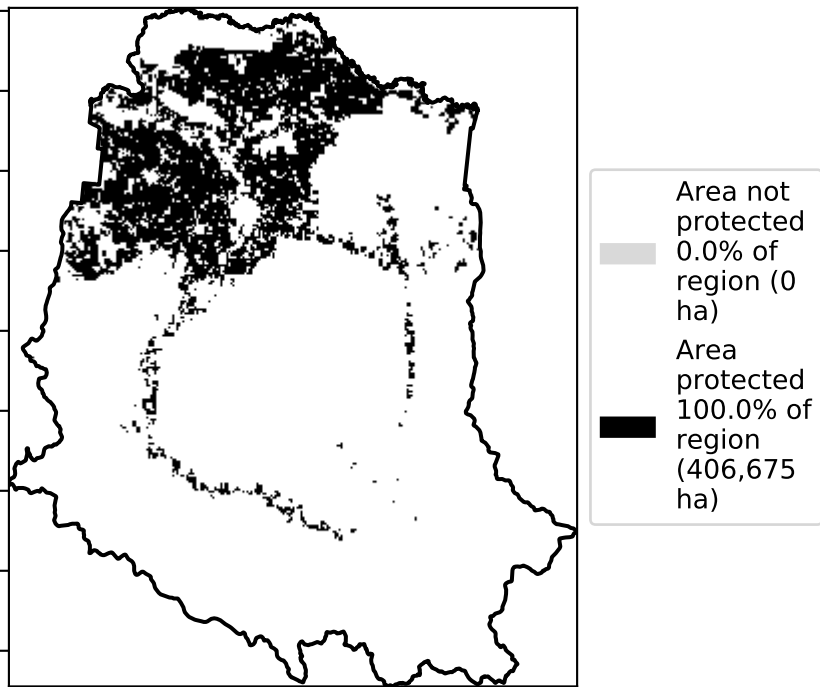 Area not
protected
0.0% of
region (0
ha)
Area
protected
100.0% of
region
(406,675
ha)